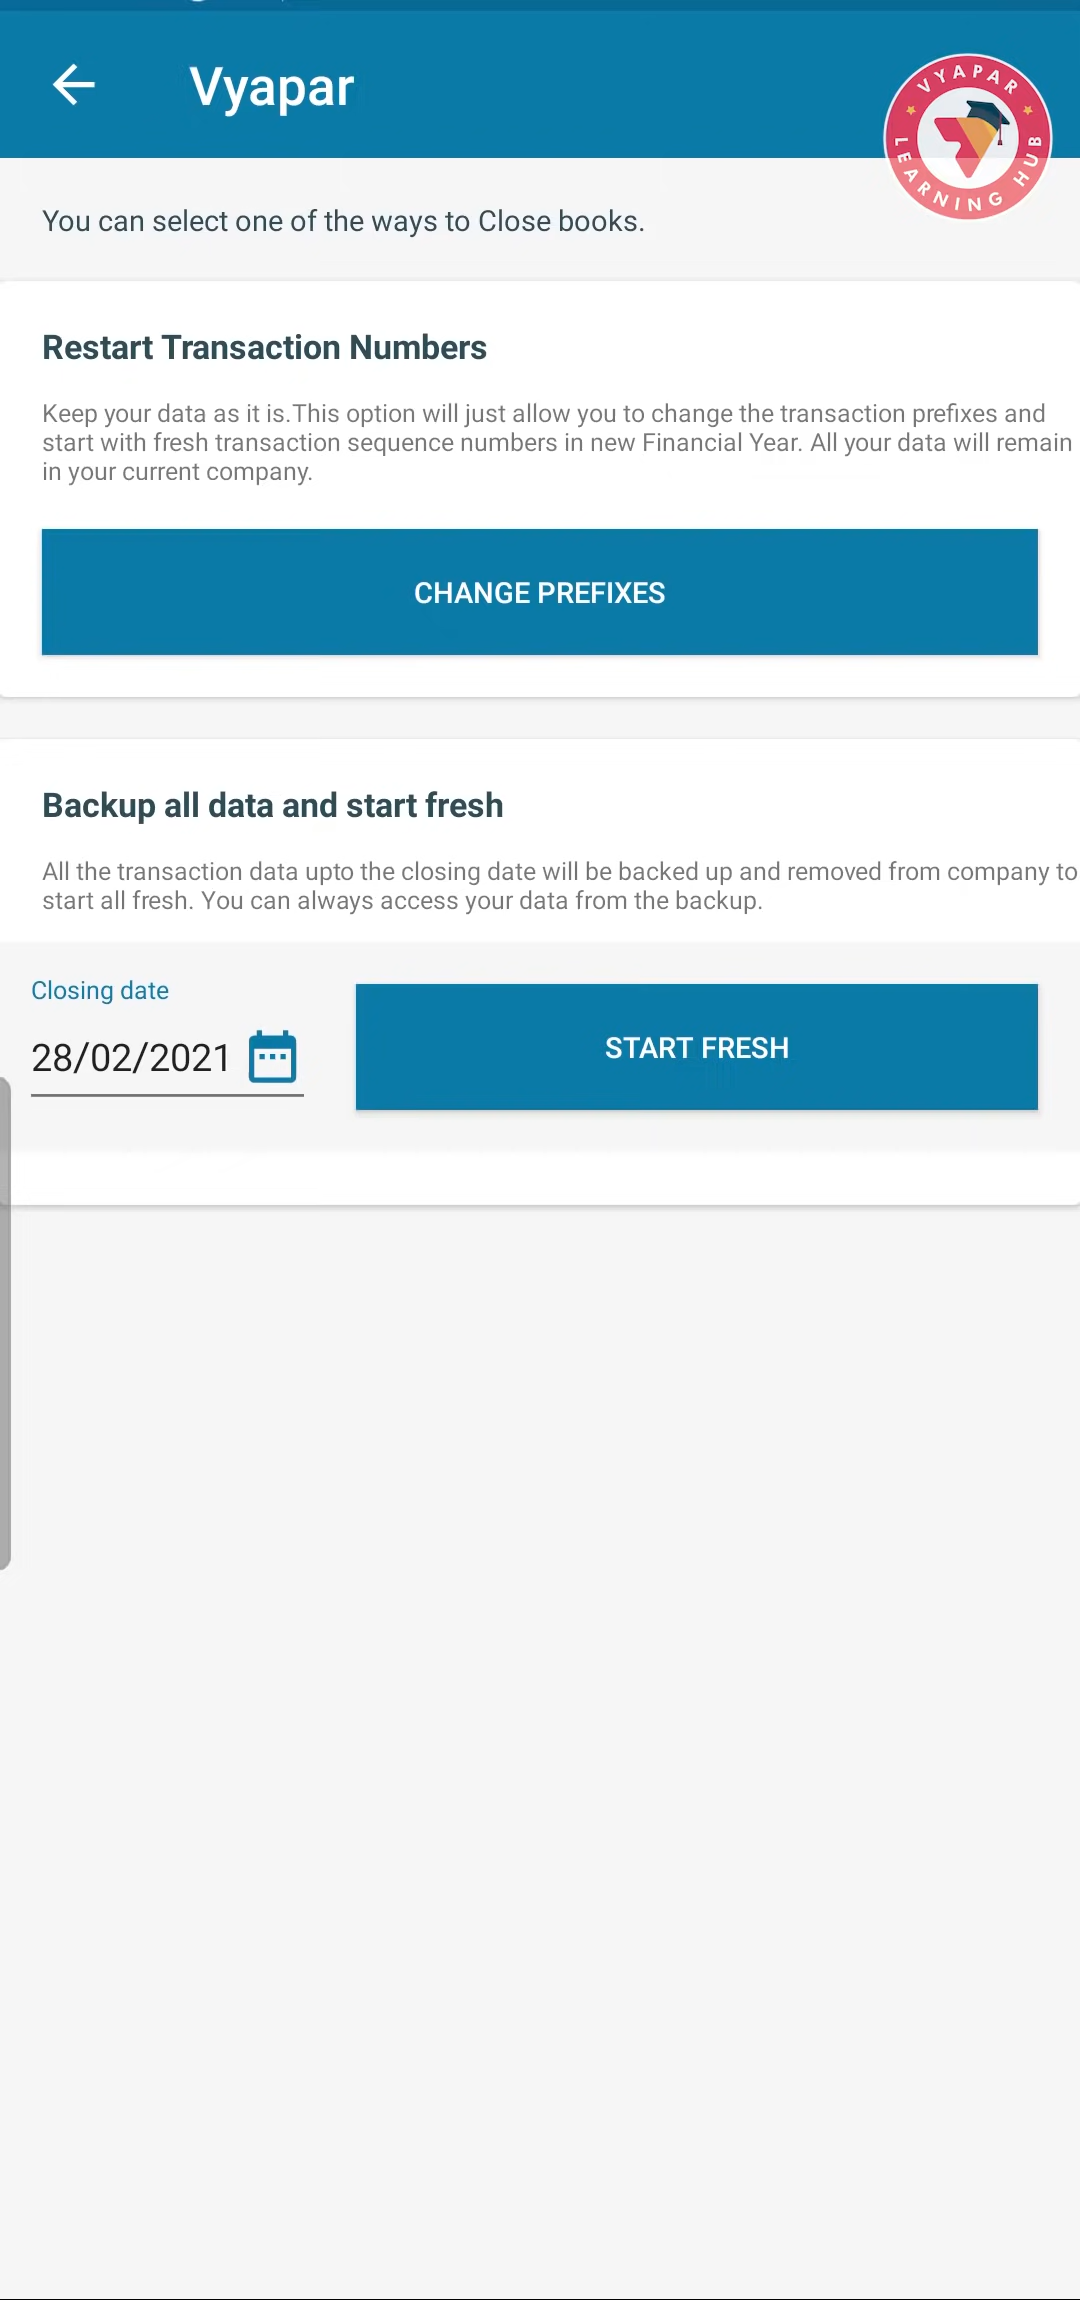 Vyapar
VYAPAR
LEARNING HUB
You can select one of the ways to Close books.
Restart Transaction Numbers
Keep your data as it is.This option will just allow you to change the transaction prefixes and
start with fresh transaction sequence numbers in new Financial Year. All your data will remain
in your current company.
CHANGE PREFIXES
Backup all data and start fresh
All the transaction data upto the closing date will be backed up and removed from company to
start all fresh. You can always access your data from the backup.
Closing date
28/02/2021
START FRESH